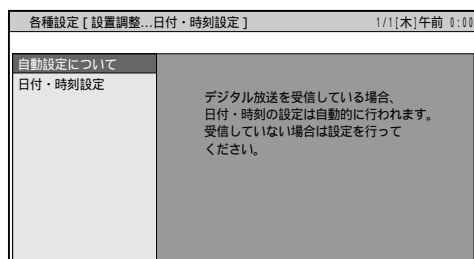 各種設定 [ 設置調整…日付・時刻設定 ] 1/1[木]午前 0:00
自動設定について
日付・時刻設定
デジタル放送を受信している場合、
日付・時刻の設定は自動的に行われます。
受信していない場合は設定を行って
ください。